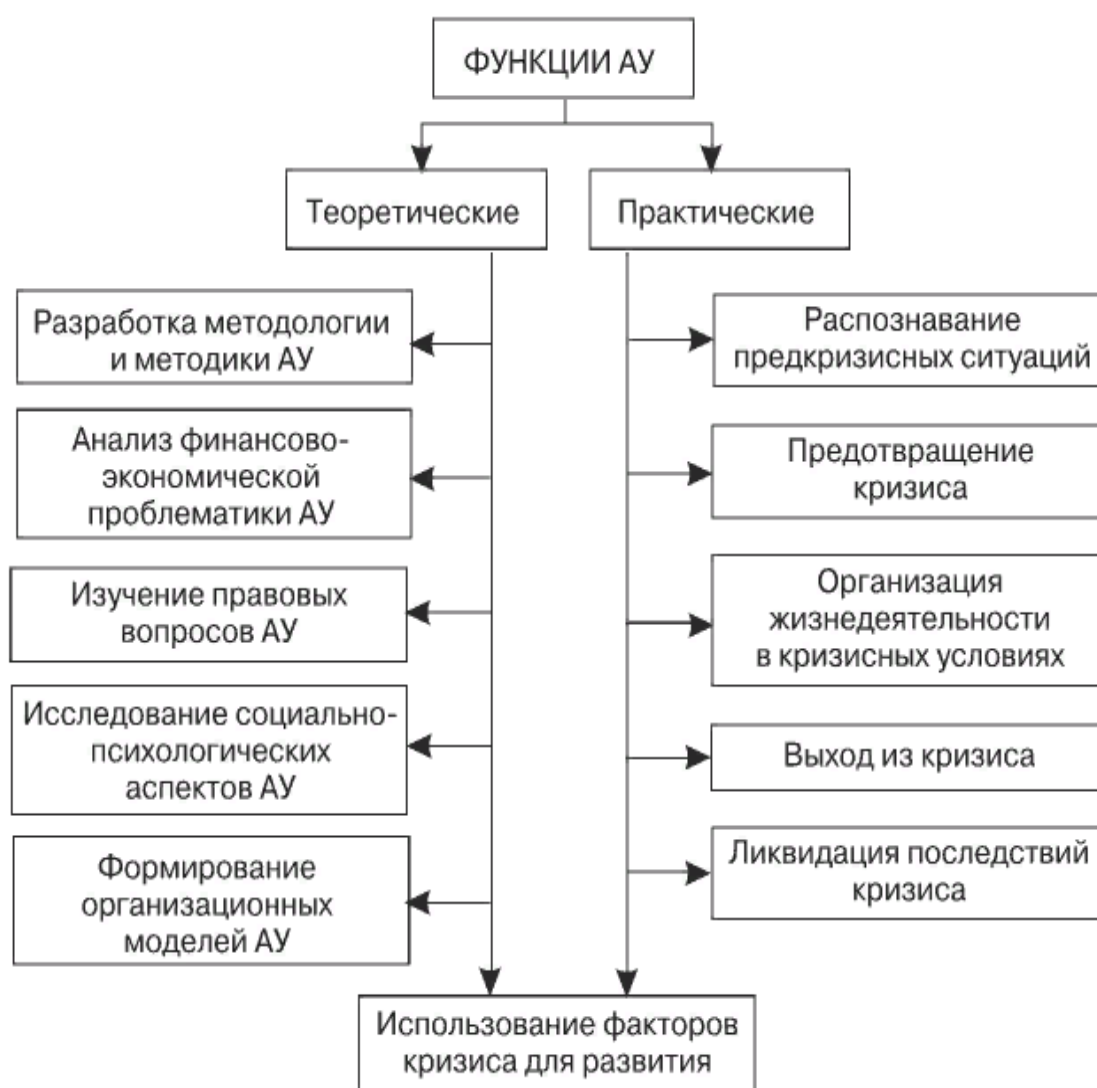 ФУНКЦИИ АУ
Теоретические
Практические
Разработка методологии
и методики АУ
Анализ финансово-
экономической
проблематики АУ
Изучение правовых
вопросов АУ
Исследование социально-
психологических
аспектов АУ
Формирование
организационных
моделей АУ
Распознавание
предкризисных ситуаций
Предотвращение
кризиса
Организация
жизнедеятельности
в кризисных условиях
Выход из кризиса
Ликвидация последствий
кризиса
Использование факторов
кризиса для развития